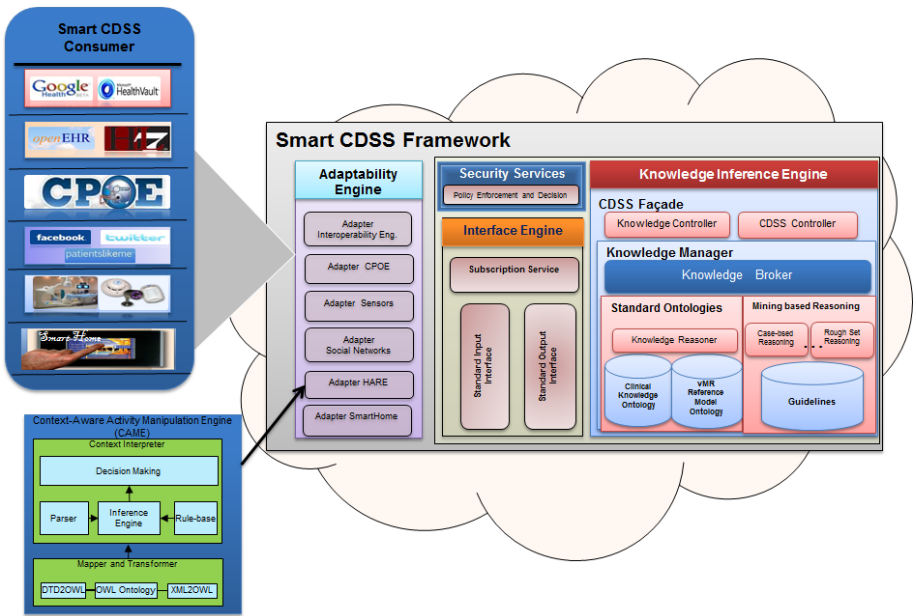 Smart CDSS
Consumer
Google
Health
Microsoft
HealthVault
openEHR
HL7
CPOE
facebook
twitter
patientslikeme
Smart Home
Smart CDSS Framework
Adaptability
Engine
Adapter
Interoperability Eng.
Adapter CPOE
Adapter Sensors
Adapter
Social Networks
Adapter HARE
Adapter SmartHome
Security Services
Policy Enforcement and Decision
Interface Engine
Subscription Service
Standard Input
Interface
Standard Output
Interface
Knowledge Inference Engine
CDSS Façade
Knowledge Controller
CDSS Controller
Knowledge Manager
Knowledge Broker
Standard Ontologies
Knowledge Reasoner
Clinical
Knowledge
Ontology
vMR
Reference
Model
Ontology
Mining based Reasoning
Case-bsed
Reasoning
...
Rough Set
Reasoning
Guidelines
Context-Aware Activity Manipulation Engine
(CAME)
Context Interpreter
Decision Making
Parser
Inference
Engine
Rule-base
Mapper and Transformer
DTD2OWL
OWL Ontology
XML2OWL